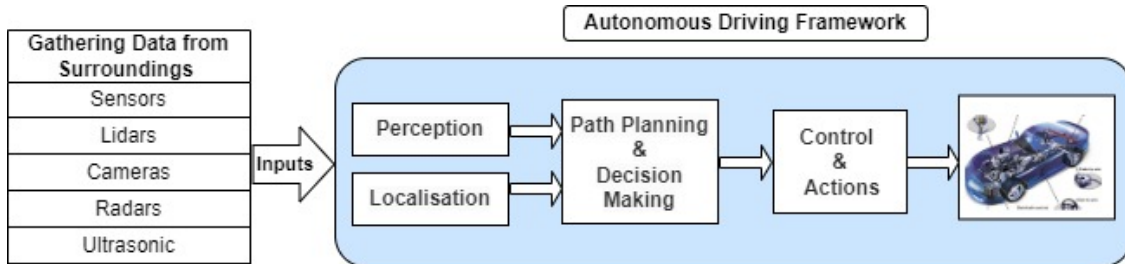 Autonomous Driving Framework
Gathering Data from
Surroundings
Sensors
Lidars
Cameras
Radars
Ultrasonic
Inputs
Perception
Localisation
Path Planning
&
Decision
Making
Control
&
Actions